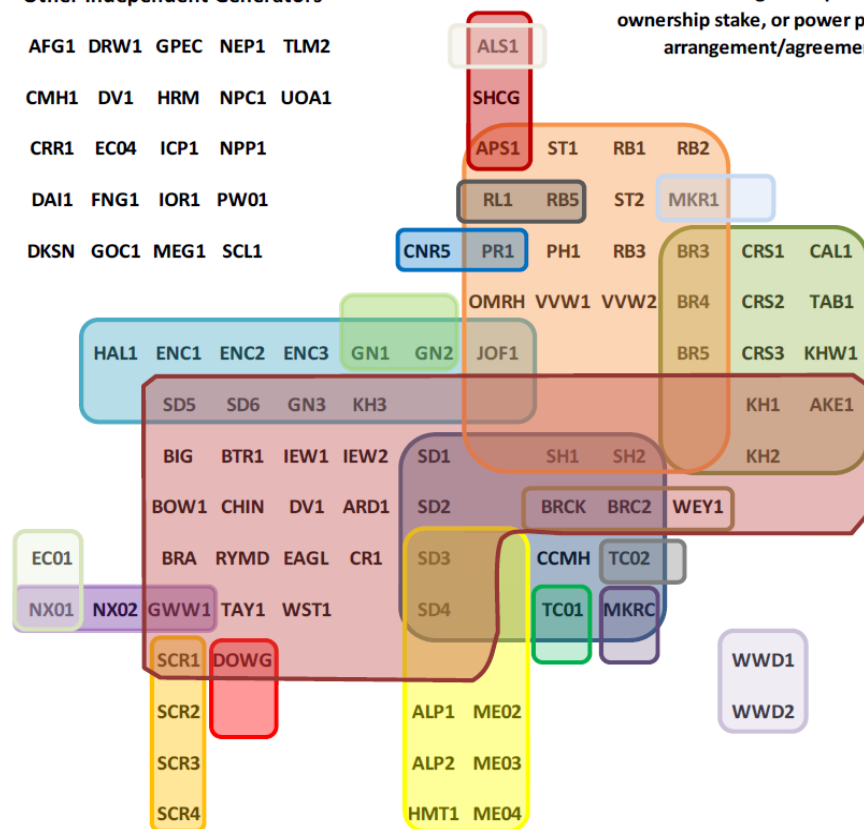 Other Independent Generators
ownership stake, or power p
arrangement/agreemen
AFG1 DRW1 GPEC NEP1 TLM2 ALS1
CMH1 DV1 HRM NPC1 UOA1 SHCG
CRR1 EC04 ICP1 NPP1 APS1 ST1 RB1 RB2
DAI1 FNG1 IOR1 PW01 RL1 RB5 ST2 MKR1
DKSN GOC1 MEG1 SCL1 CNR5 PR1 PH1 RB3 BR3 CRS1 CAL1
OMRH VVW1 VVW2 BR4 CRS2 TAB1
HAL1 ENC1 ENC2 ENC3 GN1 GN2 JOF1 BR5 CRS3 KHW1
SD5 SD6 GN3 KH3 KH1 AKE1
BIG BTR1 IEW1 IEW2 SD1 SH1 SH2 KH2
BOW1 CHIN DV1 ARD1 SD2 BRCK BRC2 WEY1
EC01 BRA RYMD EAGL CR1 SD3 CCMH TC02
NX01 NX02 GWW1 TAY1 WST1 SD4 TC01 MKRC
SCR1 DOWG WWD1
SCR2 ALP1 ME02 WWD2
SCR3 ALP2 ME03
SCR4 HMT1 ME04